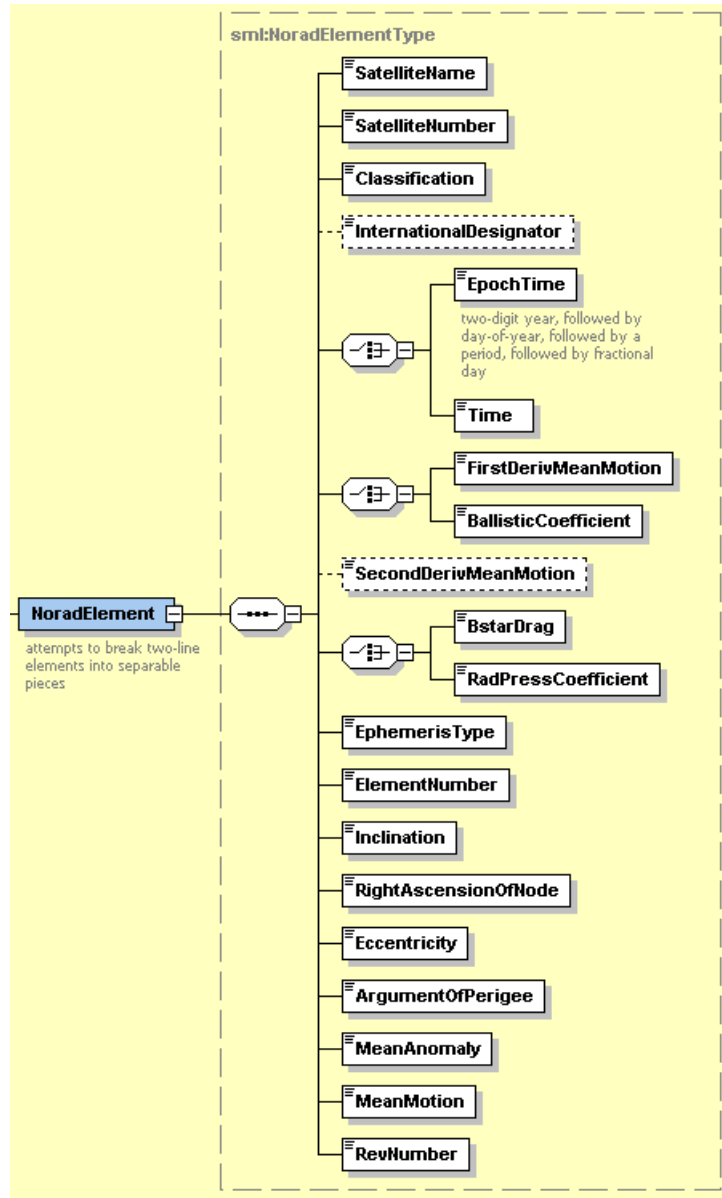 sml:NoradElementType
SatelliteName
SatelliteNumber
Classification
InternationalDesignator
EpochTime
two-digit year, followed by
day-of-year, followed by a
period, followed by fractional
day
Time
FirstDerivMeanMotion
BallisticCoefficient
SecondDerivMeanMotion
NoradElement
attempts to break two-line
elements into separable
pieces
BstarDrag
RadPressCoefficient
EphemerisType
ElementNumber
Inclination
RightAscensionOfNode
Eccentricity
ArgumentOfPerigee
MeanAnomaly
MeanMotion
RevNumber